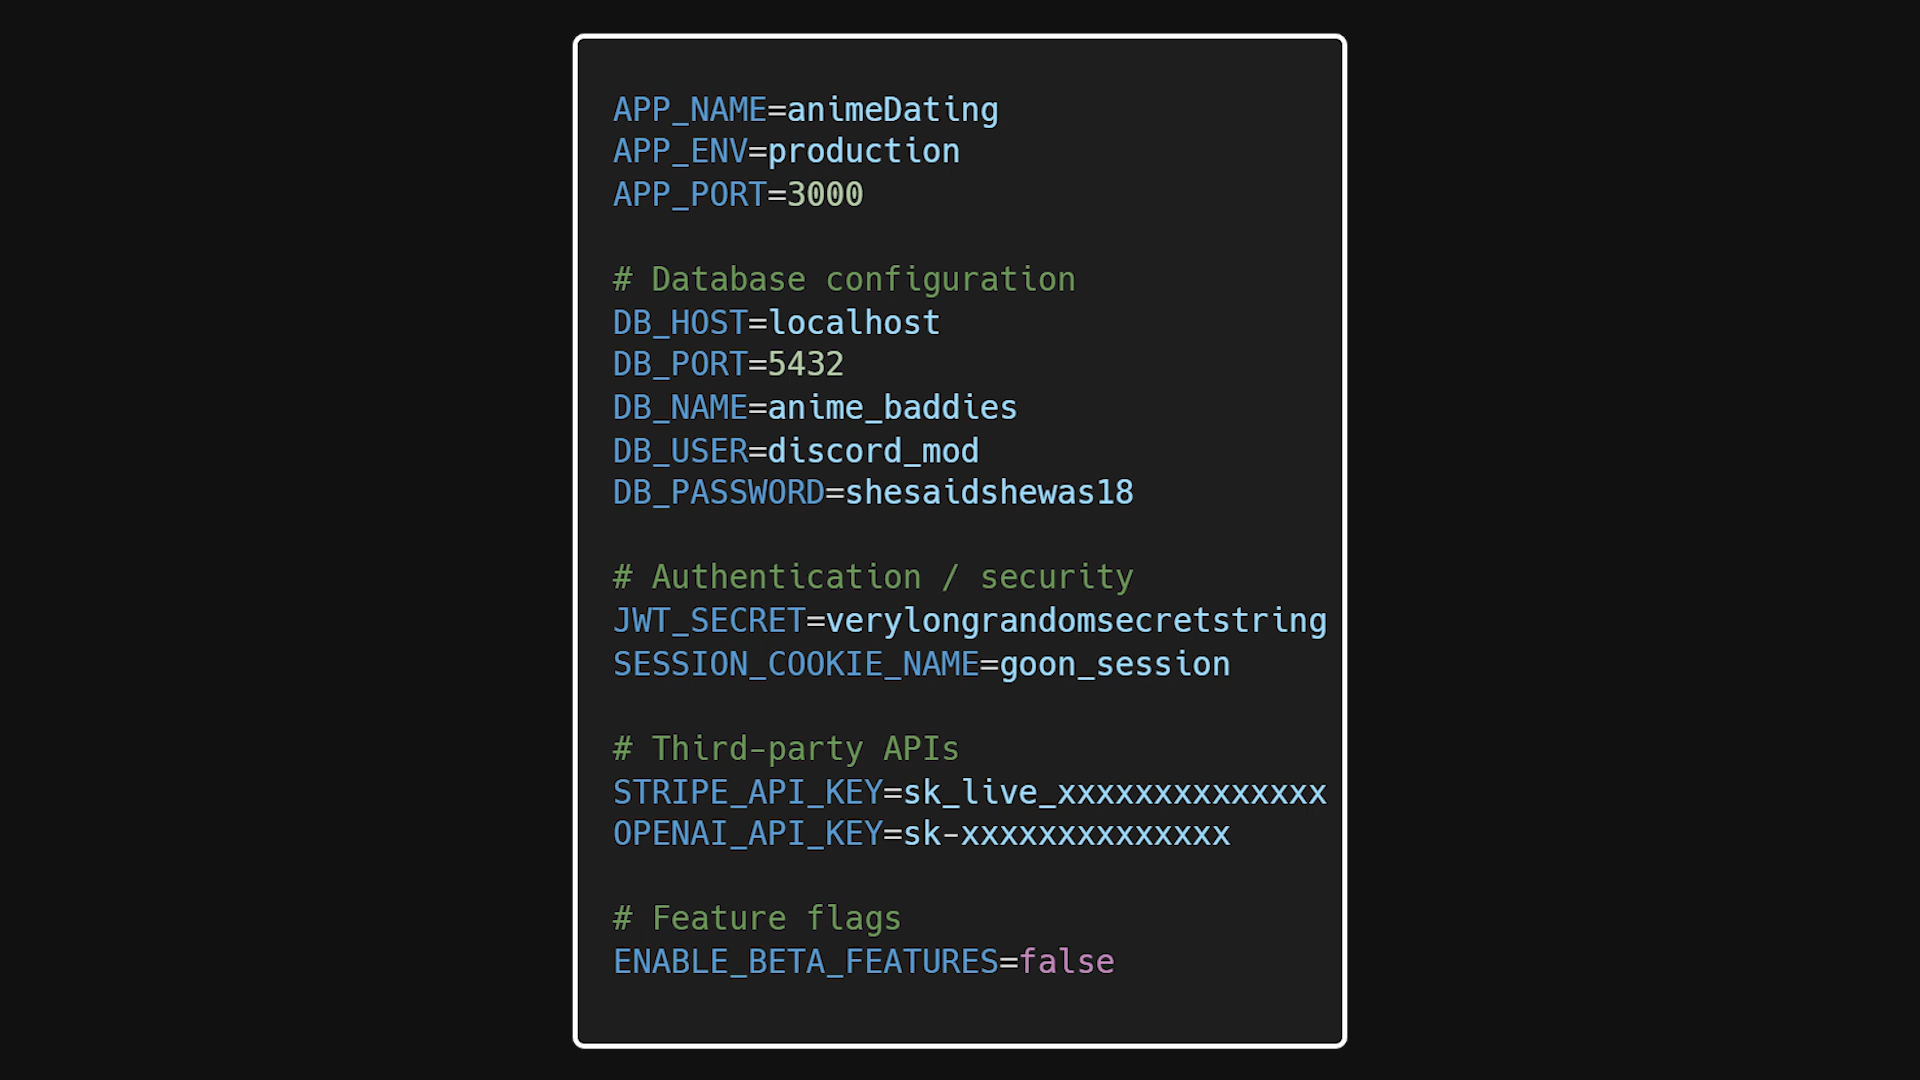 APP_NAME=animeDating
APP_ENV=production
APP_PORT=3000
# Database configuration
DB_HOST=localhost
DB_PORT=5432
DB_NAME=anime_baddies
DB_USER=discord_mod
DB_PASSWORD=shesaidshewas18
# Authentication / security
JWT_SECRET=verylongrandomsecretstring
SESSION_COOKIE_NAME=goon_session
# Third-party APIs
STRIPE_API_KEY=sk_live_xxxxxxxxxxxxxx
OPENAI_API_KEY=sk-xxxxxxxxxxxxxx
# Feature flags
ENABLE_BETA_FEATURES=false